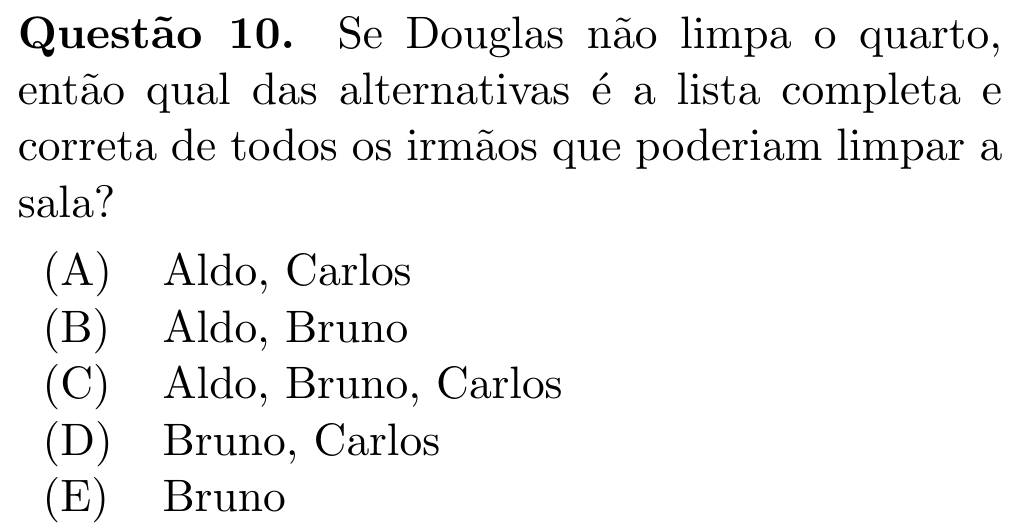 Questão 10. Se Douglas não limpa o quarto,
então qual das alternativas é a lista completa e
correta de todos os irmãos que poderiam limpar a
sala?
(A) Aldo, Carlos
(B) Aldo, Bruno
(C) Aldo, Bruno, Carlos
(D) Bruno, Carlos
(E) Bruno